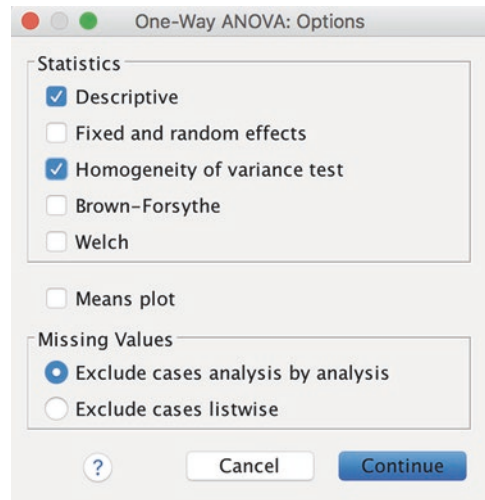 One-Way ANOVA: Options
Statistics
Descriptive
Fixed and random effects
Homogeneity of variance test
Brown-Forsythe
Welch
Means plot
Missing Values
Exclude cases analysis by analysis
Exclude cases listwise
? Cancel Continue